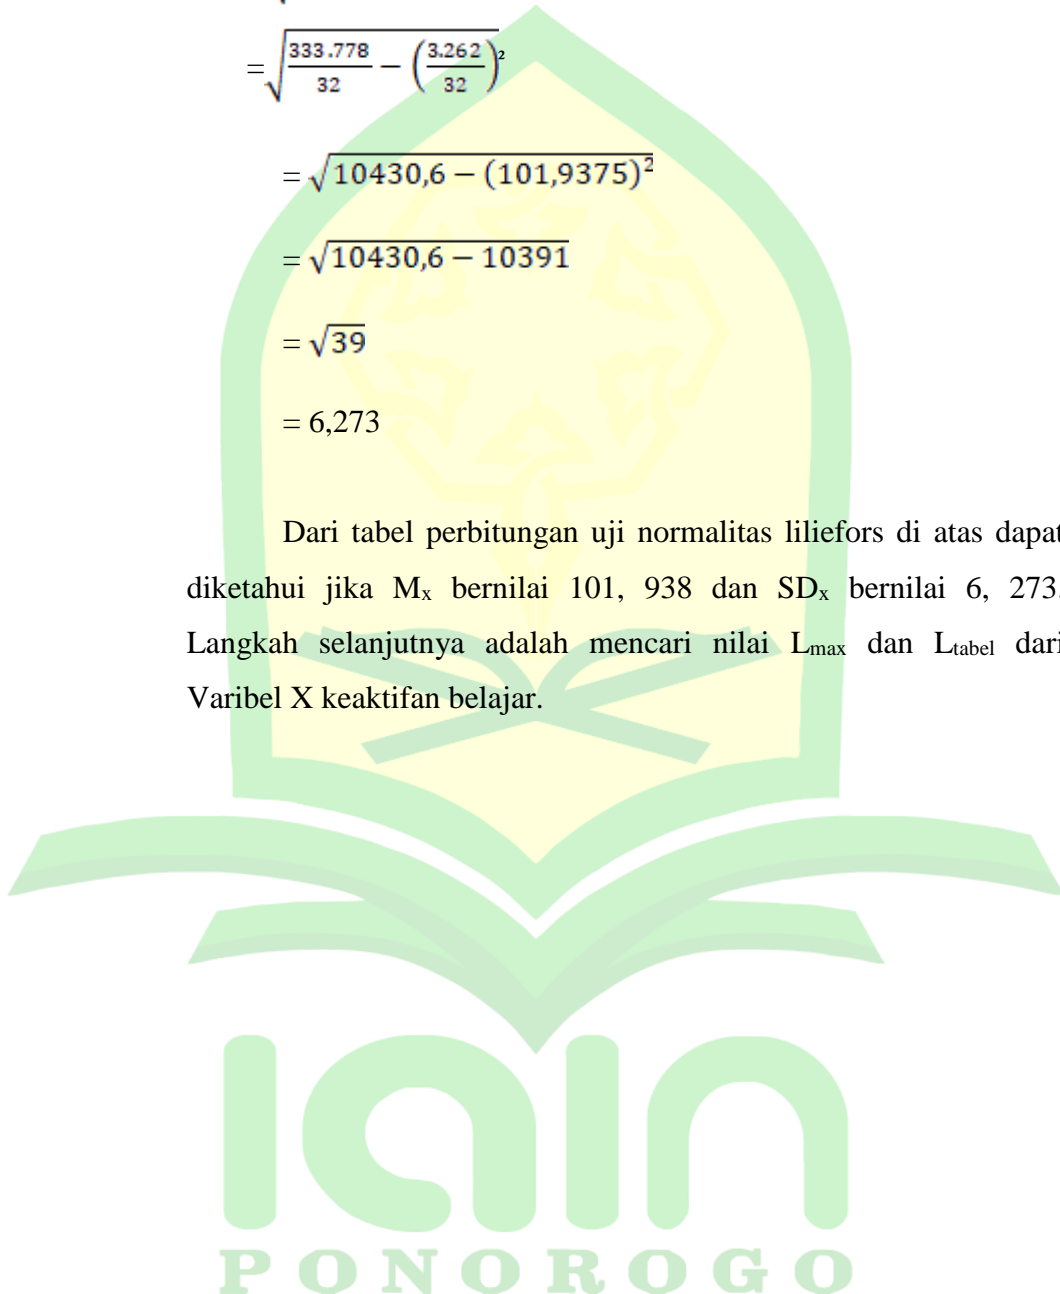 =√(333.778/32 − (3.262/32)²)
= √(10430,6 − (101,9375)²)
= √(10430,6 − 10391)
= √39
= 6,273
Dari tabel perbitungan uji normalitas liliefors di atas dapat
diketahui jika Mx bernilai 101, 938 dan SDx bernilai 6, 273.
Langkah selanjutnya adalah mencari nilai Lmax dan Ltabel dari
Varibel X keaktifan belajar.
iain
PONOROGO